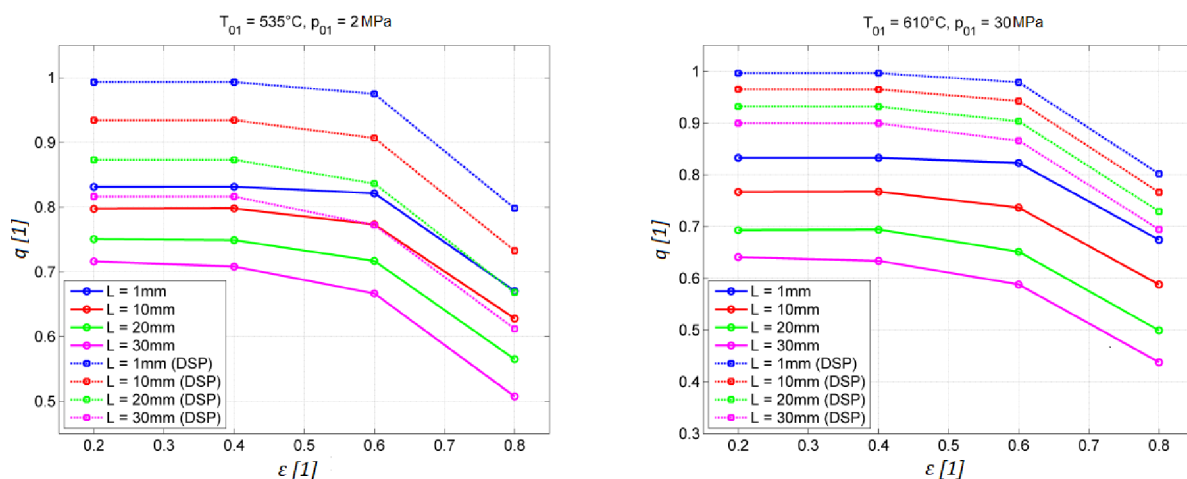 T01 = 535°C, p01 = 2 MPa
1
0.9
0.8
0.7
0.6
0.5
q [1]
L = 1mm
L = 10mm
L = 20mm
L = 30mm
L = 1mm (DSP)
L = 10mm (DSP)
L = 20mm (DSP)
L = 30mm (DSP)
0.2 0.3 0.4 0.5 0.6 0.7 0.8
ε [1]
T01 = 610°C, p01 = 30 MPa
1
0.9
0.8
0.7
0.6
0.5
0.4
0.3
q [1]
L = 1mm
L = 10mm
L = 20mm
L = 30mm
L = 1mm (DSP)
L = 10mm (DSP)
L = 20mm (DSP)
L = 30mm (DSP)
0.2 0.3 0.4 0.5 0.6 0.7 0.8
ε [1]